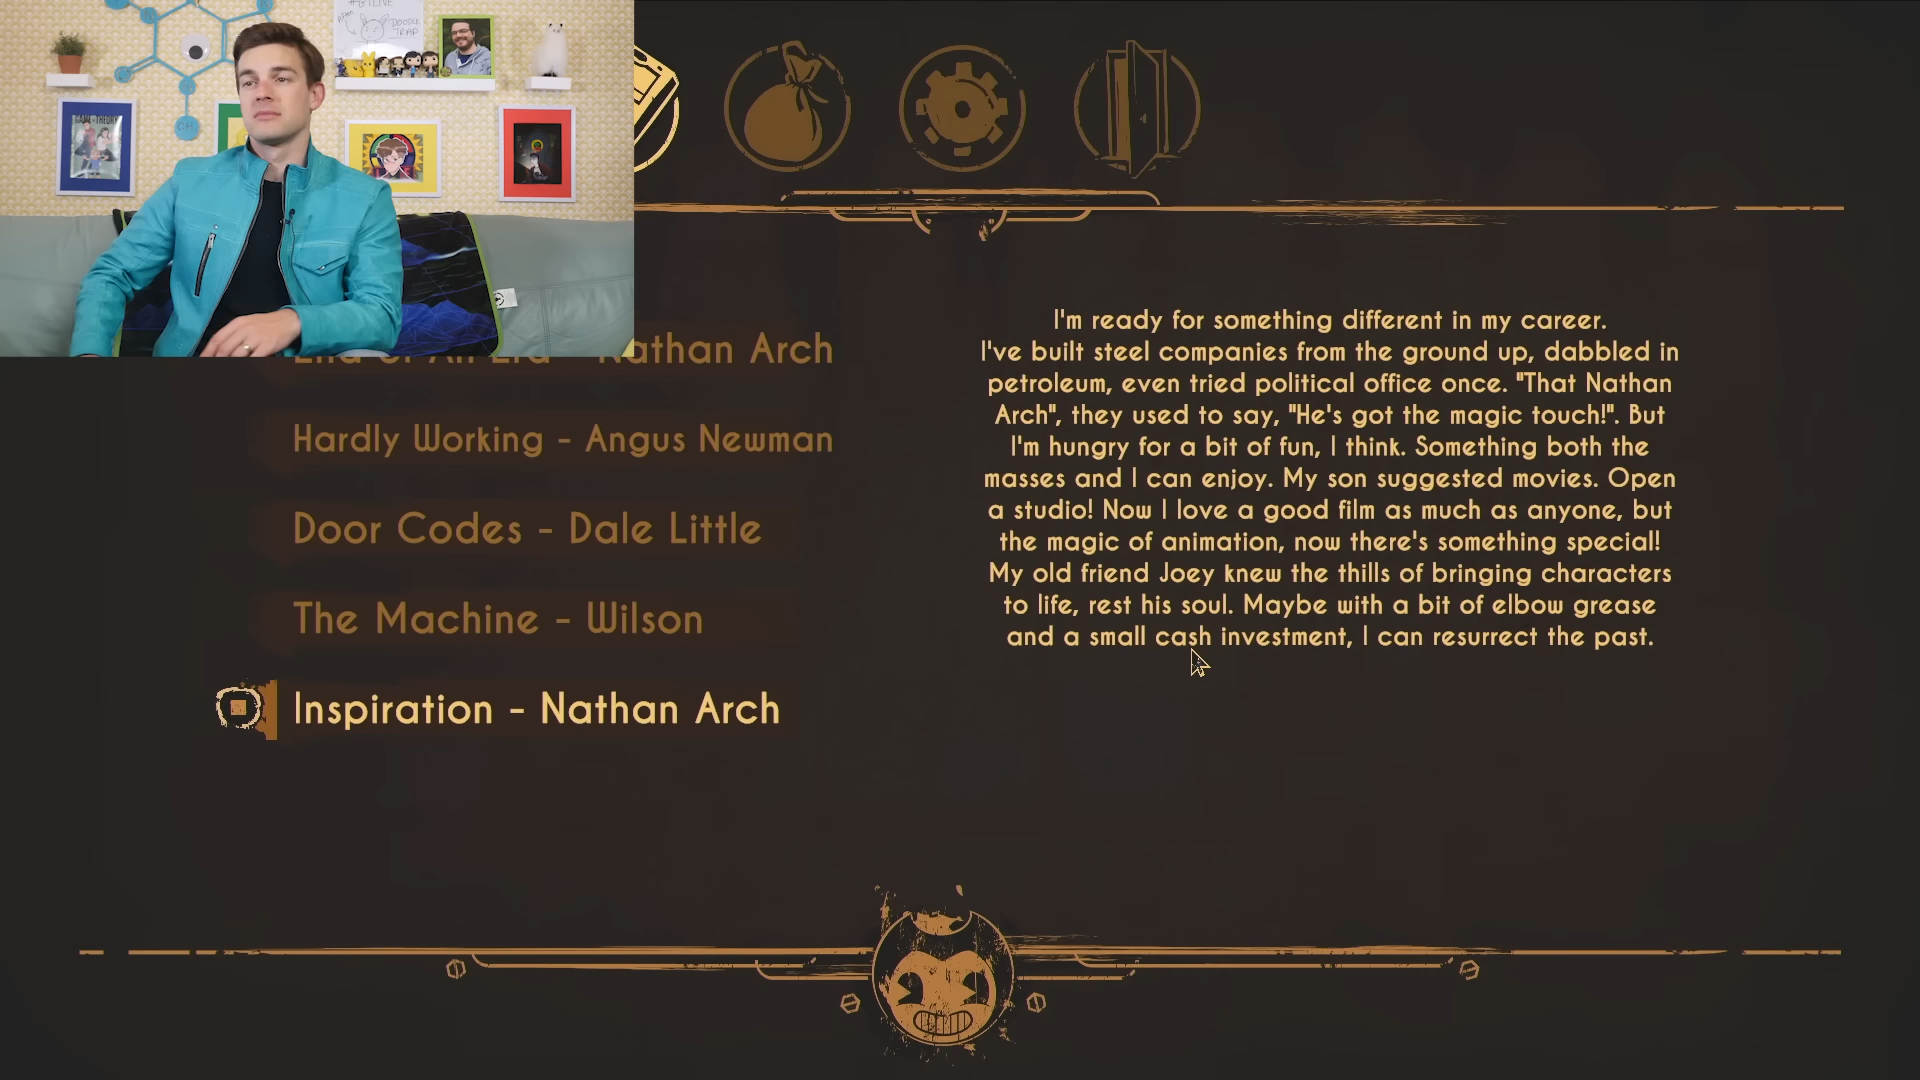 #GTLIVE
DOODLE
TRAP
OH
Nathan Arch
Hardly Working - Angus Newman
Door Codes - Dale Little
The Machine - Wilson
Inspiration - Nathan Arch
I'm ready for something different in my career.
I've built steel companies from the ground up, dabbled in
petroleum, even tried political office once. "That Nathan
Arch", they used to say, "He's got the magic touch!". But
I'm hungry for a bit of fun, I think. Something both the
masses and I can enjoy. My son suggested movies. Open
a studio! Now I love a good film as much as anyone, but
the magic of animation, now there's something special!
My old friend Joey knew the thills of bringing characters
to life, rest his soul. Maybe with a bit of elbow grease
and a small cash investment, I can resurrect the past.